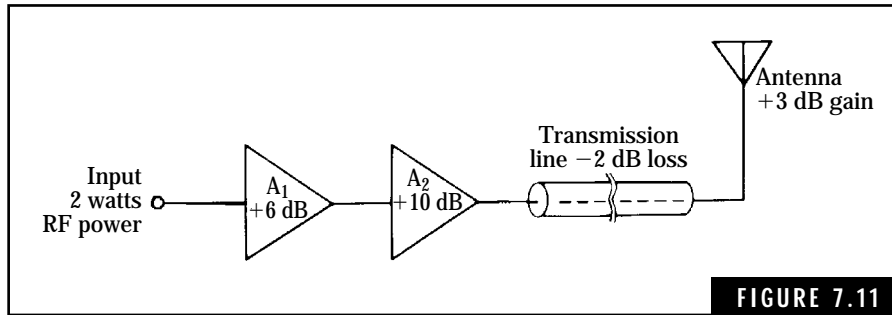 Input
2 watts
RF power
A1
+6 dB
A2
+10 dB
Transmission
line −2 dB loss
Antenna
+3 dB gain
FIGURE 7.11